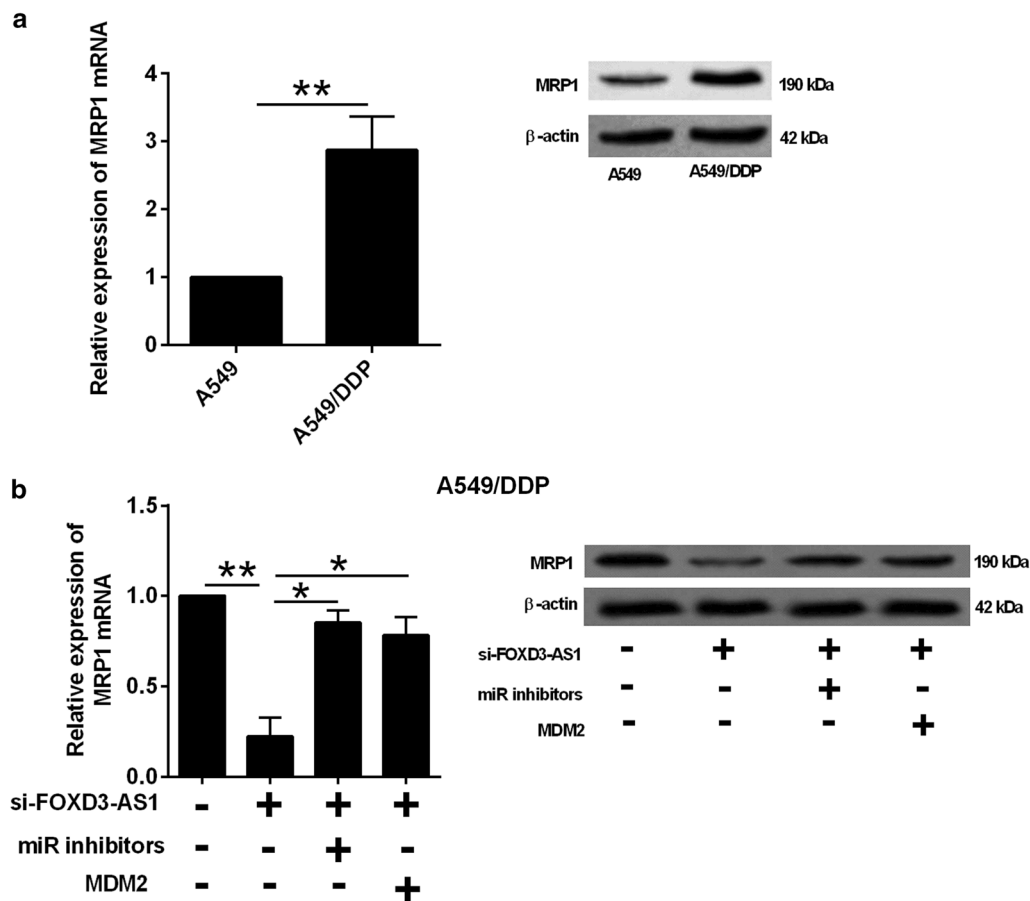 a
Relative expression of MRP1 mRNA
4
3
2
1
0
**
A549
A549/DDP
MRP1
190 kDa
β-actin
42 kDa
A549
A549/DDP
b
A549/DDP
Relative expression of
MRP1 mRNA
1.5
1.0
0.5
0.0
**
*
*
si-FOXD3-AS1 - + + +
miR inhibitors - - + -
MDM2 - - - +
MRP1
190 kDa
β-actin
42 kDa
si-FOXD3-AS1 - + + +
miR inhibitors - - + -
MDM2 - - - +